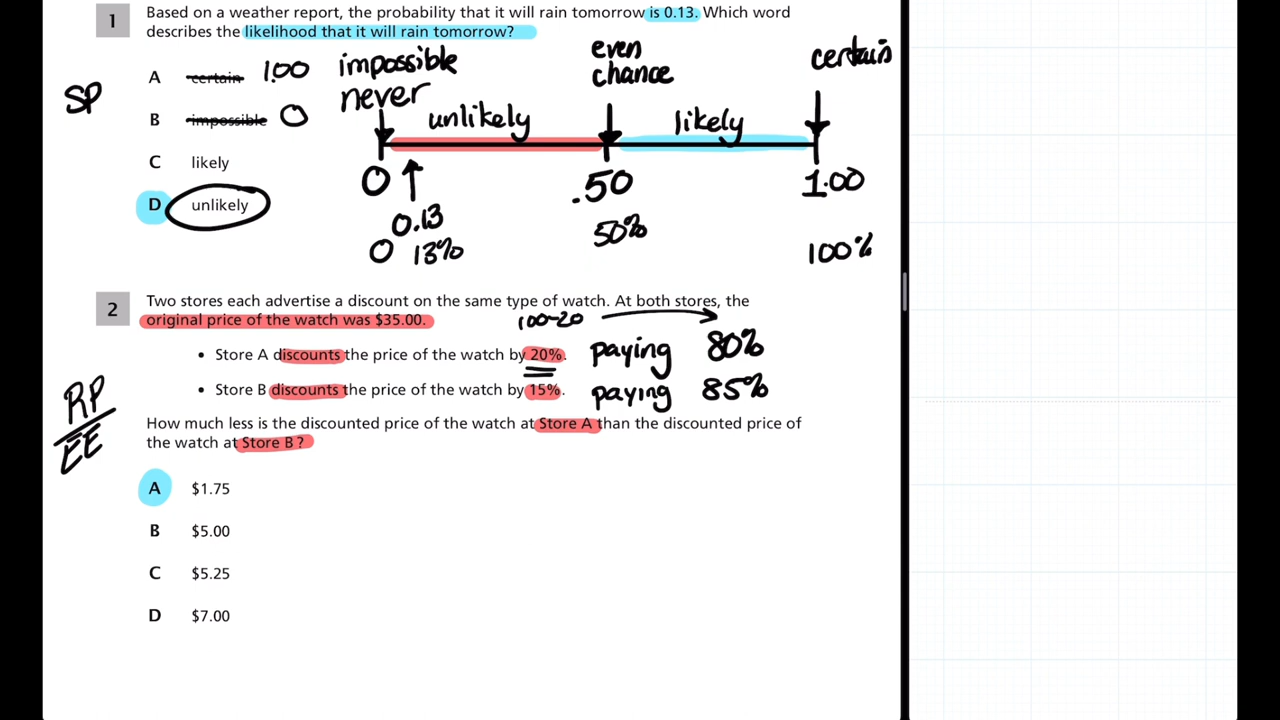 1 Based on a weather report, the probability that it will rain tomorrow is 0.13. Which word
describes the likelihood that it will rain tomorrow?
SP
A certain 1.00
B impossible 0
C likely
D unlikely
impossible
never
unlikely
even
chance
likely
certain
0 .50 1.00
0.13
0 13% 50% 100%
2 Two stores each advertise a discount on the same type of watch. At both stores, the
original price of the watch was $35.00.
100-20
• Store A discounts the price of the watch by 20%. paying 80%
• Store B discounts the price of the watch by 15%. paying 85%
RP
EE
How much less is the discounted price of the watch at Store A than the discounted price of
the watch at Store B?
A $1.75
B $5.00
C $5.25
D $7.00